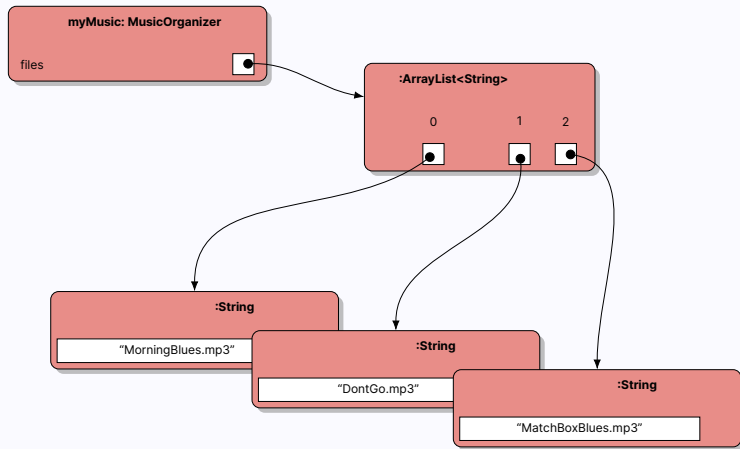 myMusic: MusicOrganizer
files
:ArrayList<String>
0
1
2
:String
“MorningBlues.mp3”
:String
“DontGo.mp3”
:String
“MatchBoxBlues.mp3”